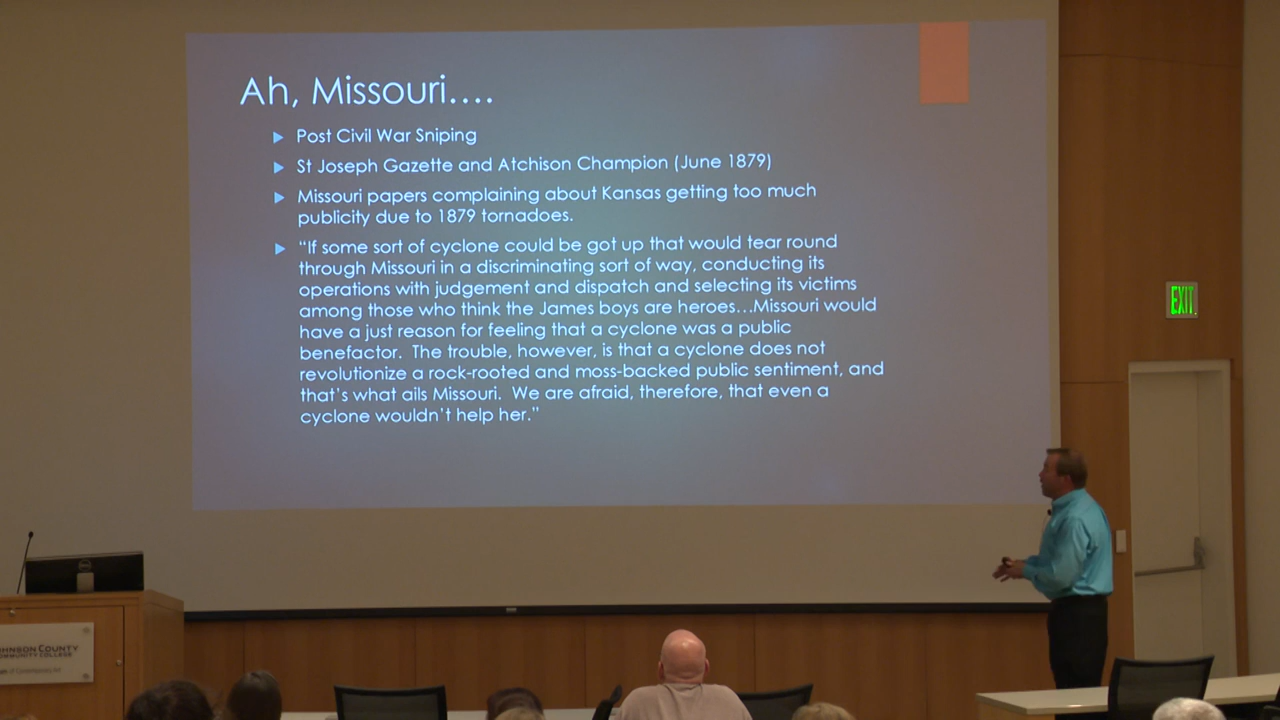 Ah, Missouri....
Post Civil War Sniping
St Joseph Gazette and Atchison Champion (June 1879)
Missouri papers complaining about Kansas getting too much
publicity due to 1879 tornadoes.
“If some sort of cyclone could be got up that would tear round
through Missouri in a discriminating sort of way, conducting its
operations with judgement and dispatch and selecting its victims
among those who think the James boys are heroes...Missouri would
have a just reason for feeling that a cyclone was a public
benefactor.  The trouble, however, is that a cyclone does not
revolutionize a rock-rooted and moss-backed public sentiment, and
that’s what ails Missouri.  We are afraid, therefore, that even a
cyclone wouldn’t help her.”
EXIT
DELL
JOHNSON COUNTY
COMMUNITY COLLEGE
of Contemporary Art